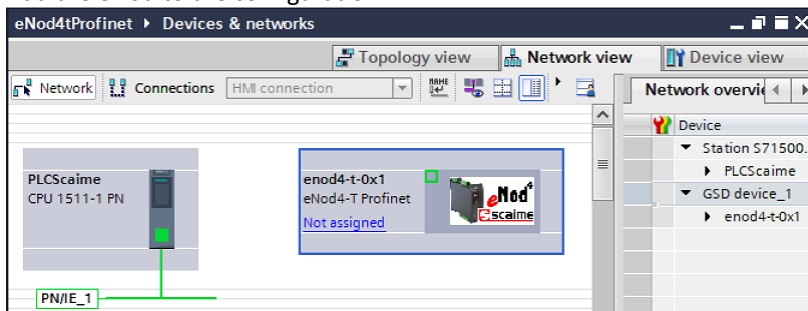 eNod4tProfinet ▸ Devices & networks
Topology view Network view Device view
Network Connections HMI connection Network overvie
Device
Station S71500.
PLCScaime
GSD device_1
enod4-t-0x1
PLCScaime
CPU 1511-1 PN
enod4-t-0x1
eNod4-T Profinet
Not assigned
eNod4
scaime
PN/IE_1